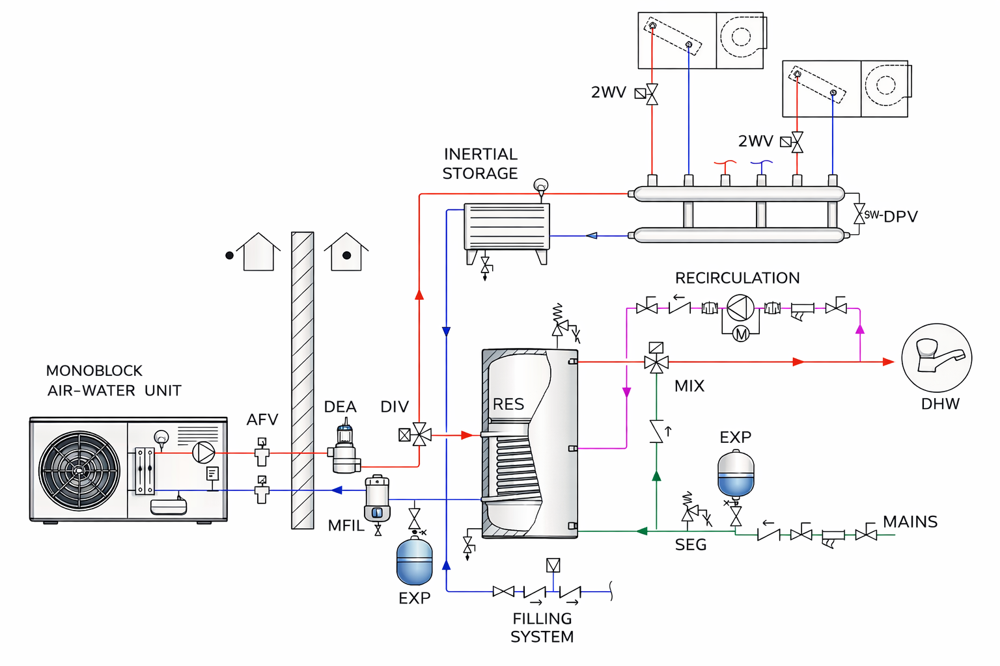 2WV
2WV
INERTIAL
STORAGE
SW-DPV
RECIRCULATION
M
MONOBLOCK
AIR-WATER UNIT
AFV
DEA
DIV
RES
MIX
DHW
EXP
MFIL
EXP
SEG
MAINS
FILLING
SYSTEM